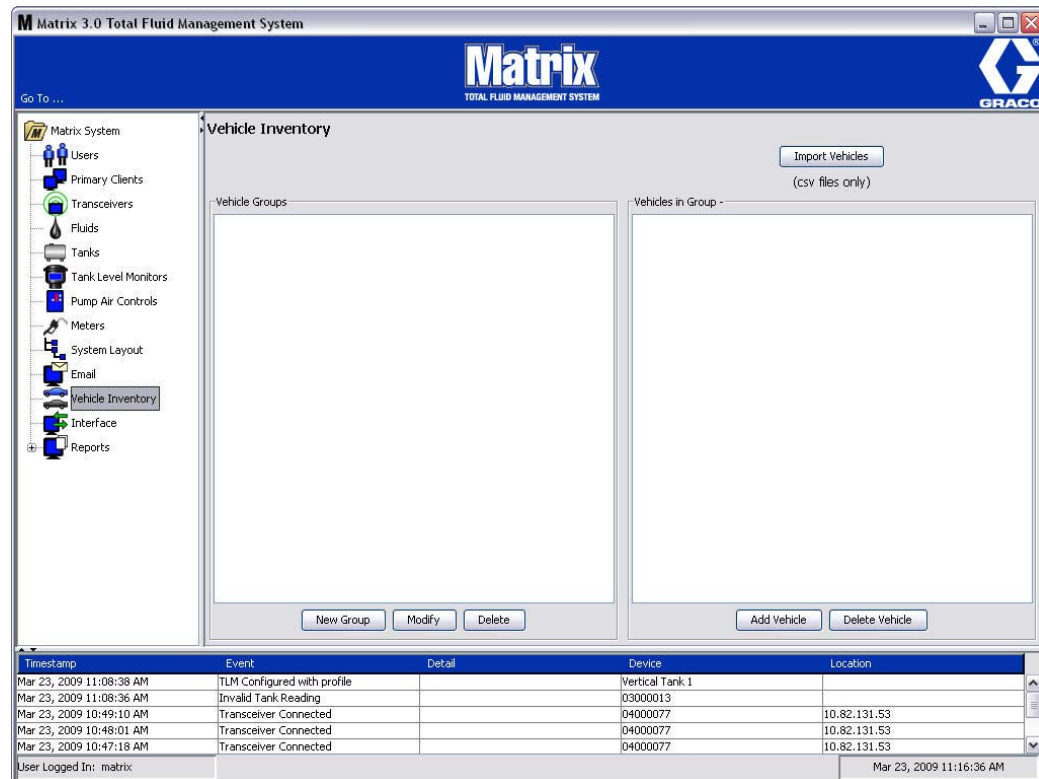 M Matrix 3.0 Total Fluid Management System
Matrix
TOTAL FLUID MANAGEMENT SYSTEM
Go To ...
GRACO
®
Matrix System
Users
Primary Clients
Transceivers
Fluids
Tanks
Tank Level Monitors
Pump Air Controls
Meters
System Layout
Email
Vehicle Inventory
Interface
Reports
Vehicle Inventory
Import Vehicles
(csv files only)
Vehicle Groups
Vehicles in Group -
New Group Modify Delete
Add Vehicle Delete Vehicle
Timestamp Event Detail Device Location
Mar 23, 2009 11:08:38 AM TLM Configured with profile Vertical Tank 1
Mar 23, 2009 11:08:36 AM Invalid Tank Reading 03000013
Mar 23, 2009 10:49:10 AM Transceiver Connected 04000077 10.82.131.53
Mar 23, 2009 10:48:01 AM Transceiver Connected 04000077 10.82.131.53
Mar 23, 2009 10:47:18 AM Transceiver Connected 04000077 10.82.131.53
User Logged In: matrix Mar 23, 2009 11:16:36 AM